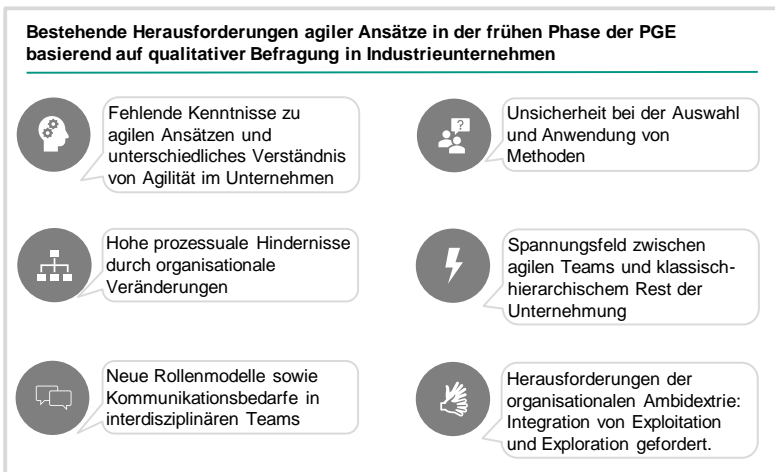 Bestehende Herausforderungen agiler Ansätze in der frühen Phase der PGE
basierend auf qualitativer Befragung in Industrieunternehmen
Fehlende Kenntnisse zu
agilen Ansätzen und
unterschiedliches Verständnis
von Agilität im Unternehmen
?
Unsicherheit bei der Auswahl
und Anwendung von
Methoden
Hohe prozessuale Hindernisse
durch organisationale
Veränderungen
Spannungsfeld zwischen
agilen Teams und klassisch-
hierarchischem Rest der
Unternehmung
Neue Rollenmodelle sowie
Kommunikationsbedarfe in
interdisziplinären Teams
Herausforderungen der
organisationalen Ambidextrie:
Integration von Exploitation
und Exploration gefordert.